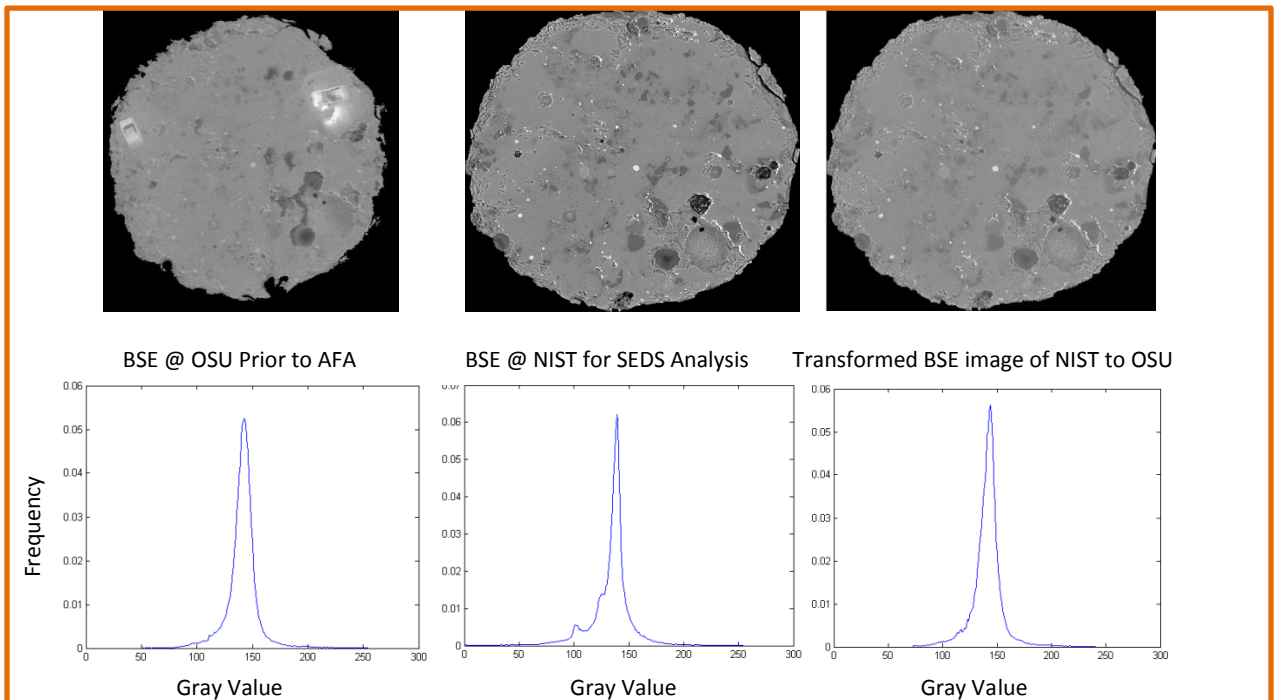 BSE @ OSU Prior to AFA
BSE @ NIST for SEDS Analysis
Transformed BSE image of NIST to OSU
Frequency
0.06
0.05
0.04
0.03
0.02
0.01
0
0 50 100 150 200 250 300
Gray Value
0.07
0.06
0.05
0.04
0.03
0.02
0.01
0
0 50 100 150 200 250 300
Gray Value
0.06
0.05
0.04
0.03
0.02
0.01
0
0 50 100 150 200 250 300
Gray Value